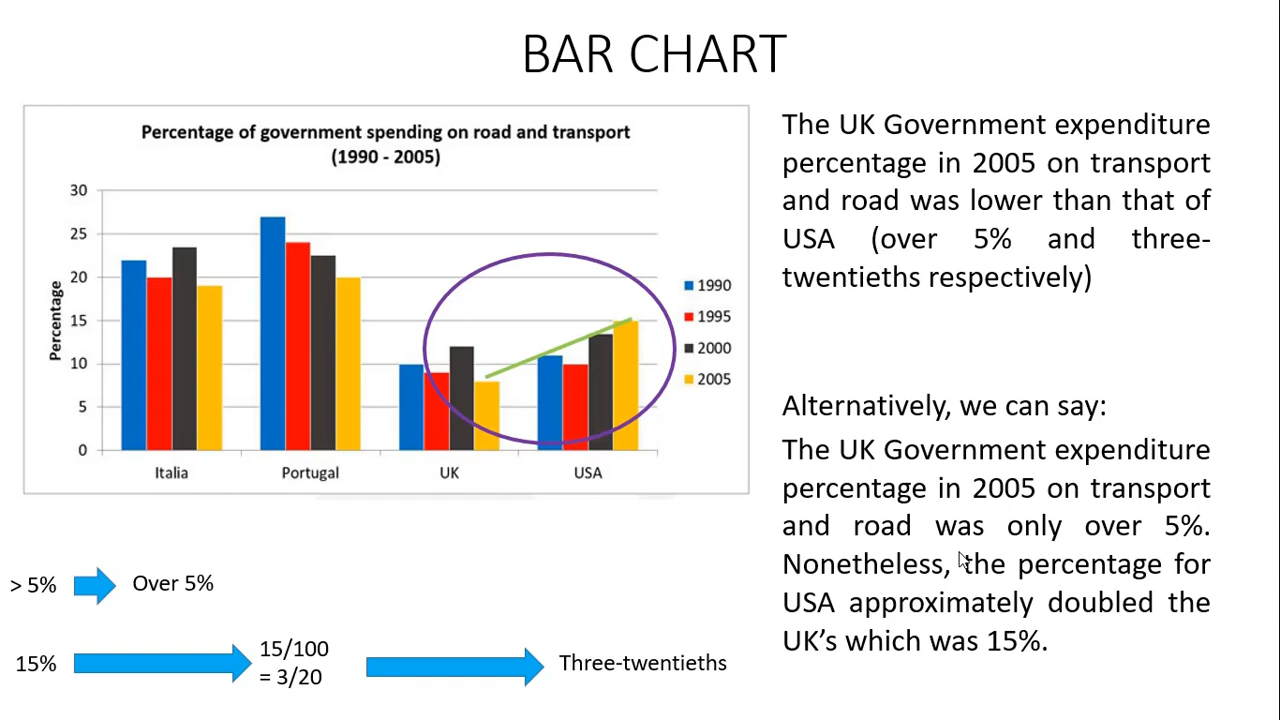 BAR CHART
Percentage of government spending on road and transport
(1990 - 2005)
30
25
20
15
10
5
0
Percentage
Italia
Portugal
UK
USA
1990
1995
2000
2005
The UK Government expenditure
percentage in 2005 on transport
and road was lower than that of
USA (over 5% and three-
twentieths respectively)
Alternatively, we can say:
The UK Government expenditure
percentage in 2005 on transport
and road was only over 5%.
Nonetheless, the percentage for
USA approximately doubled the
UK’s which was 15%.
> 5%
Over 5%
15%
15/100
= 3/20
Three-twentieths